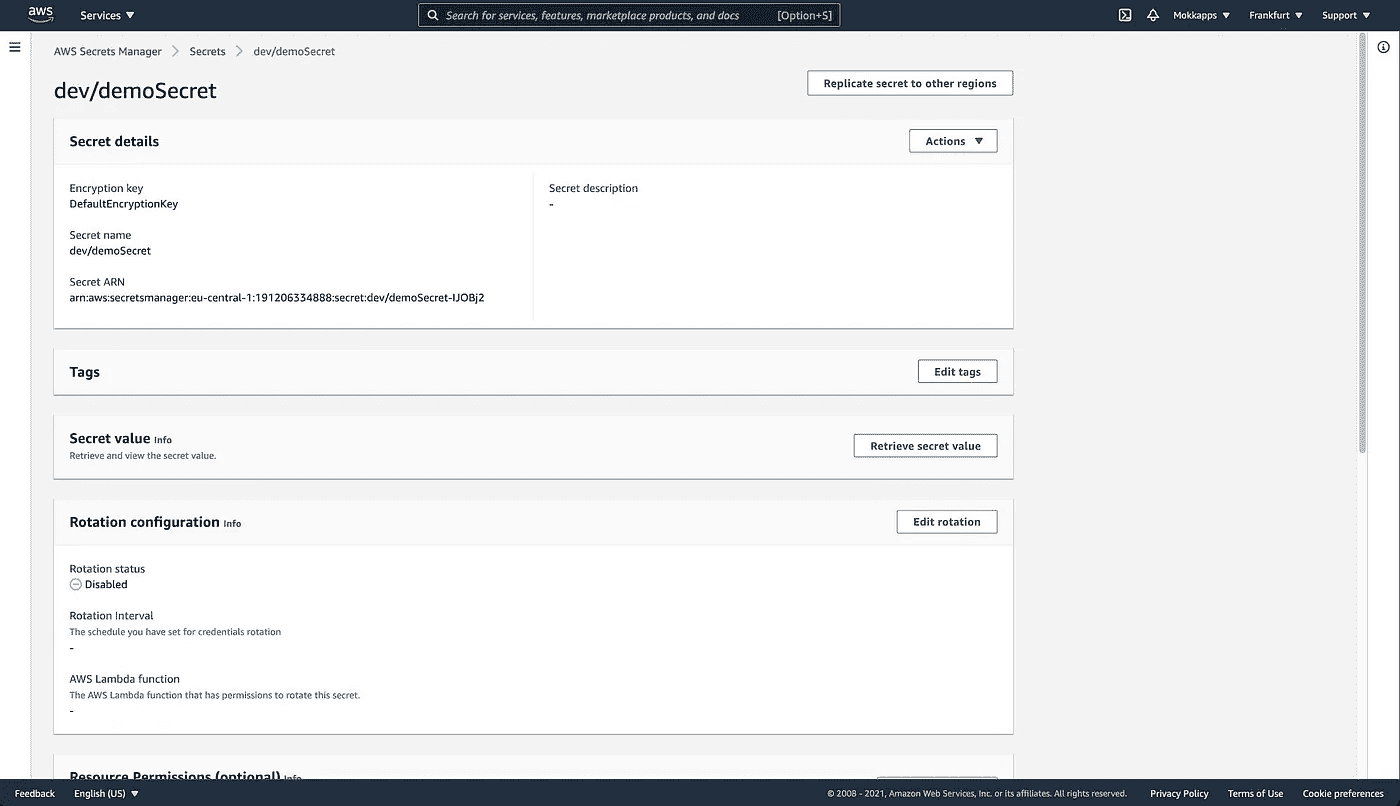 aws Services Search for services, features, marketplace products, and docs [Option+S] Mokkapps Frankfurt Support
AWS Secrets Manager Secrets dev/demoSecret
dev/demoSecret
Replicate secret to other regions
Secret details
Actions
Encryption key
DefaultEncryptionKey
Secret name
dev/demoSecret
Secret ARN
arn:aws:secretsmanager:eu-central-1:191206334888:secret:dev/demoSecret-IJOBj2
Secret description
-
Tags
Edit tags
Secret value Info
Retrieve and view the secret value.
Retrieve secret value
Rotation configuration Info
Edit rotation
Rotation status
Disabled
Rotation Interval
The schedule you have set for credentials rotation
-
AWS Lambda function
The AWS Lambda function that has permissions to rotate this secret.
-
Resource Permissions (optional) Info
Feedback English (US) © 2008 - 2021, Amazon Web Services, Inc. or its affiliates. All rights reserved. Privacy Policy Terms of Use Cookie preferences